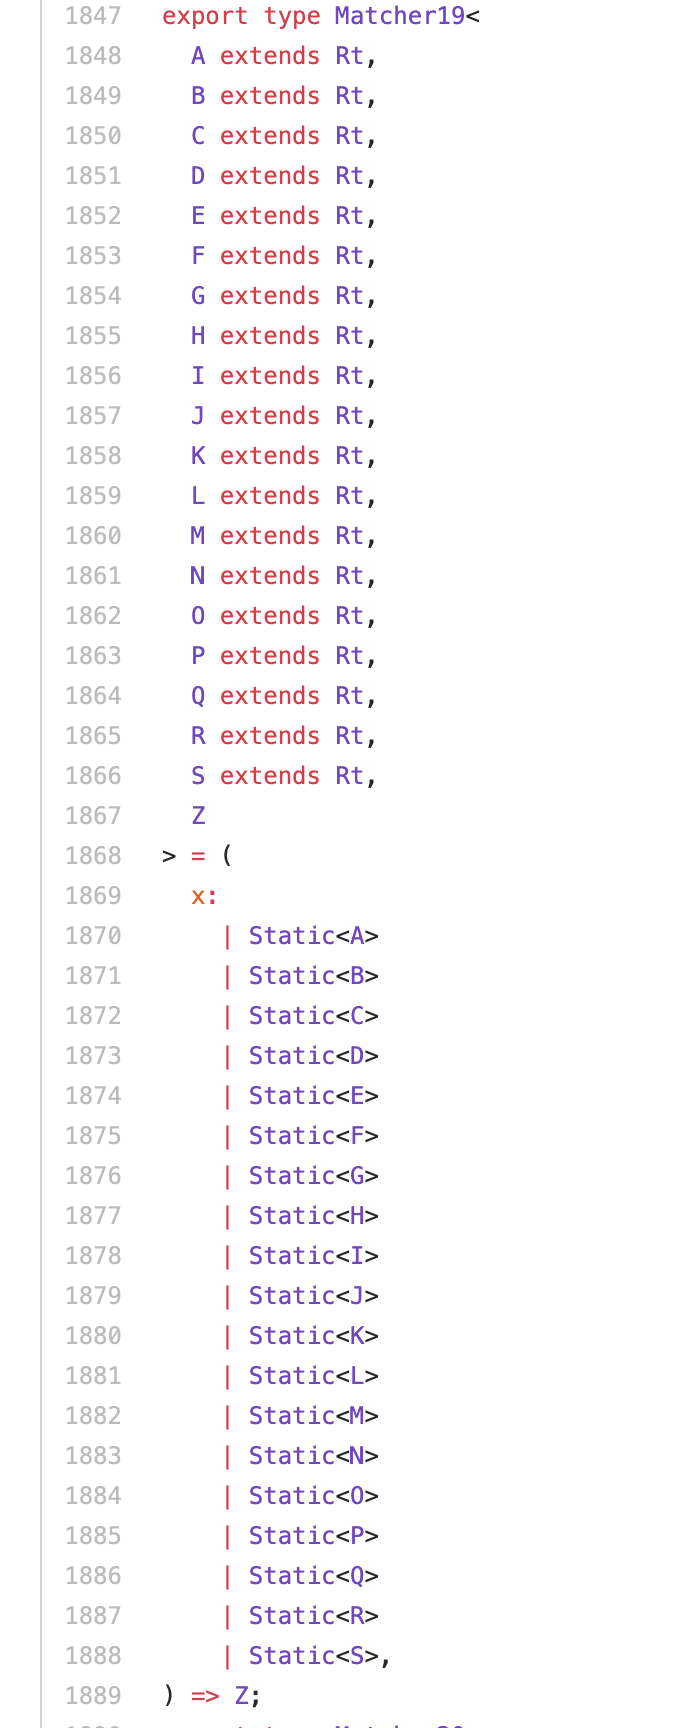 1847 export type Matcher19<
1848 A extends Rt,
1849 B extends Rt,
1850 C extends Rt,
1851 D extends Rt,
1852 E extends Rt,
1853 F extends Rt,
1854 G extends Rt,
1855 H extends Rt,
1856 I extends Rt,
1857 J extends Rt,
1858 K extends Rt,
1859 L extends Rt,
1860 M extends Rt,
1861 N extends Rt,
1862 O extends Rt,
1863 P extends Rt,
1864 Q extends Rt,
1865 R extends Rt,
1866 S extends Rt,
1867 Z
1868 > = (
1869 x:
1870 | Static<A>
1871 | Static<B>
1872 | Static<C>
1873 | Static<D>
1874 | Static<E>
1875 | Static<F>
1876 | Static<G>
1877 | Static<H>
1878 | Static<I>
1879 | Static<J>
1880 | Static<K>
1881 | Static<L>
1882 | Static<M>
1883 | Static<N>
1884 | Static<O>
1885 | Static<P>
1886 | Static<Q>
1887 | Static<R>
1888 | Static<S>,
1889 ) => Z;